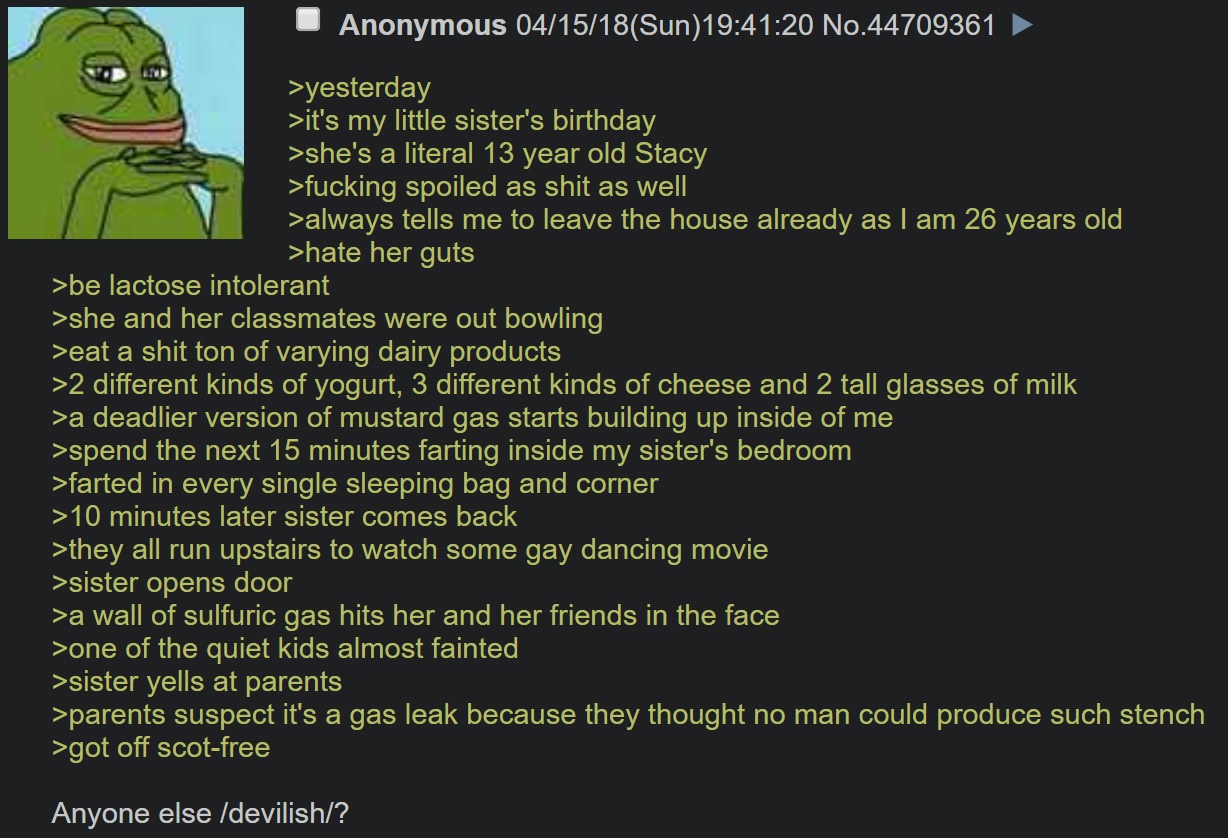 Anonymous 04/15/18(Sun)19:41:20 No.44709361
>yesterday
>it's my little sister's birthday
>she's a literal 13 year old Stacy
>fucking spoiled as shit as well
>always tells me to leave the house already as I am 26 years old
>hate her guts
>be lactose intolerant
>she and her classmates were out bowling
>eat a shit ton of varying dairy products
>2 different kinds of yogurt, 3 different kinds of cheese and 2 tall glasses of milk
>a deadlier version of mustard gas starts building up inside of me
>spend the next 15 minutes farting inside my sister's bedroom
>farted in every single sleeping bag and corner
>10 minutes later sister comes back
>they all run upstairs to watch some gay dancing movie
>sister opens door
>a wall of sulfuric gas hits her and her friends in the face
>one of the quiet kids almost fainted
>sister yells at parents
>parents suspect it's a gas leak because they thought no man could produce such stench
>got off scot-free
Anyone else /devilish/?